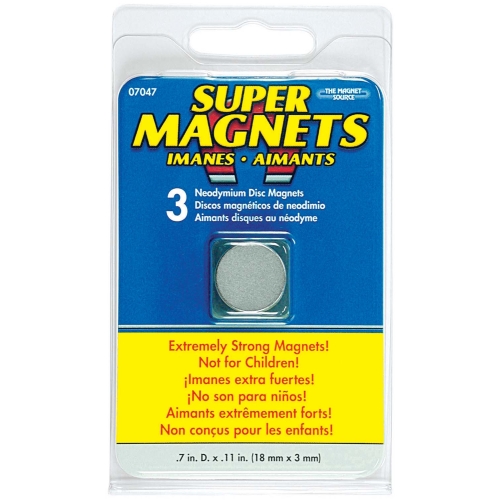 07047
SUPER
THE MAGNET
SOURCE
MAGNETS
IMANES • AIMANTS
3
Neodymium Disc Magnets
Discos magnéticos de neodimio
Aimants disques au néodyme
Extremely Strong Magnets!
Not for Children!
¡Imanes extra fuertes!
¡No son para niños!
Aimants extrêmement forts!
Non conçus pour les enfants!
.7 in. D. x .11 in. (18 mm x 3 mm)